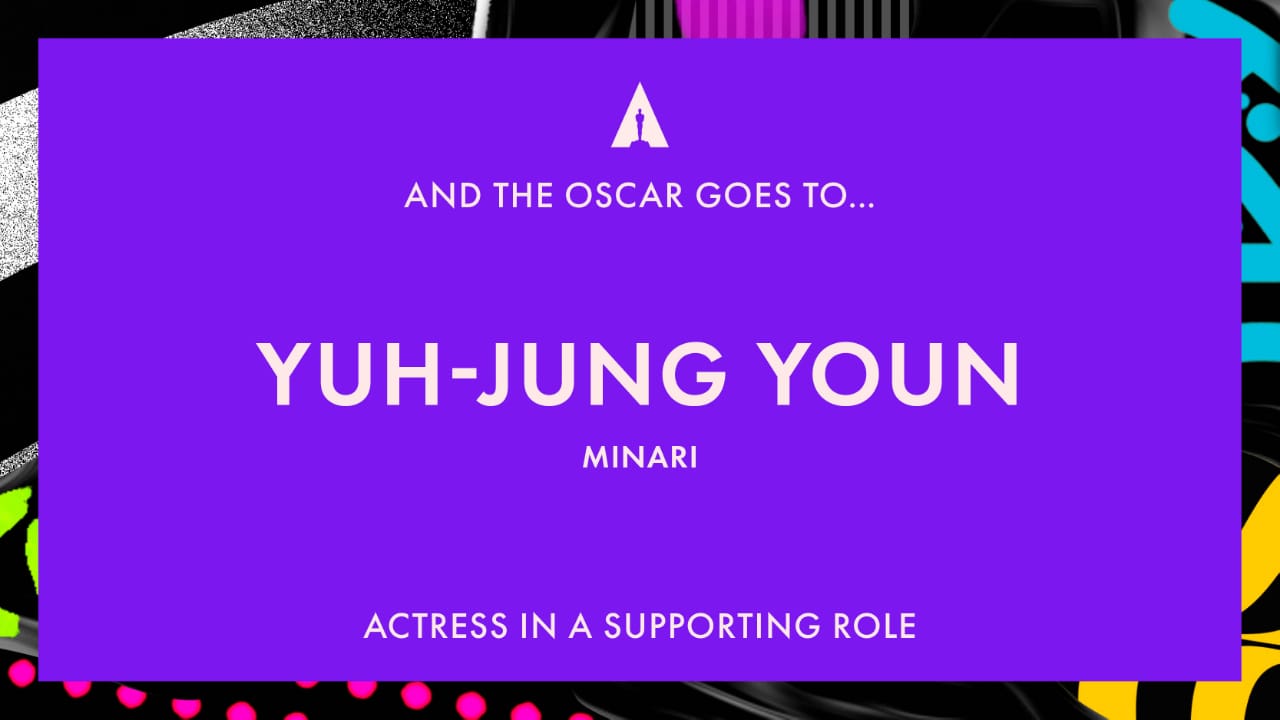 AND THE OSCAR GOES TO...
YUH-JUNG YOUN
MINARI
ACTRESS IN A SUPPORTING ROLE